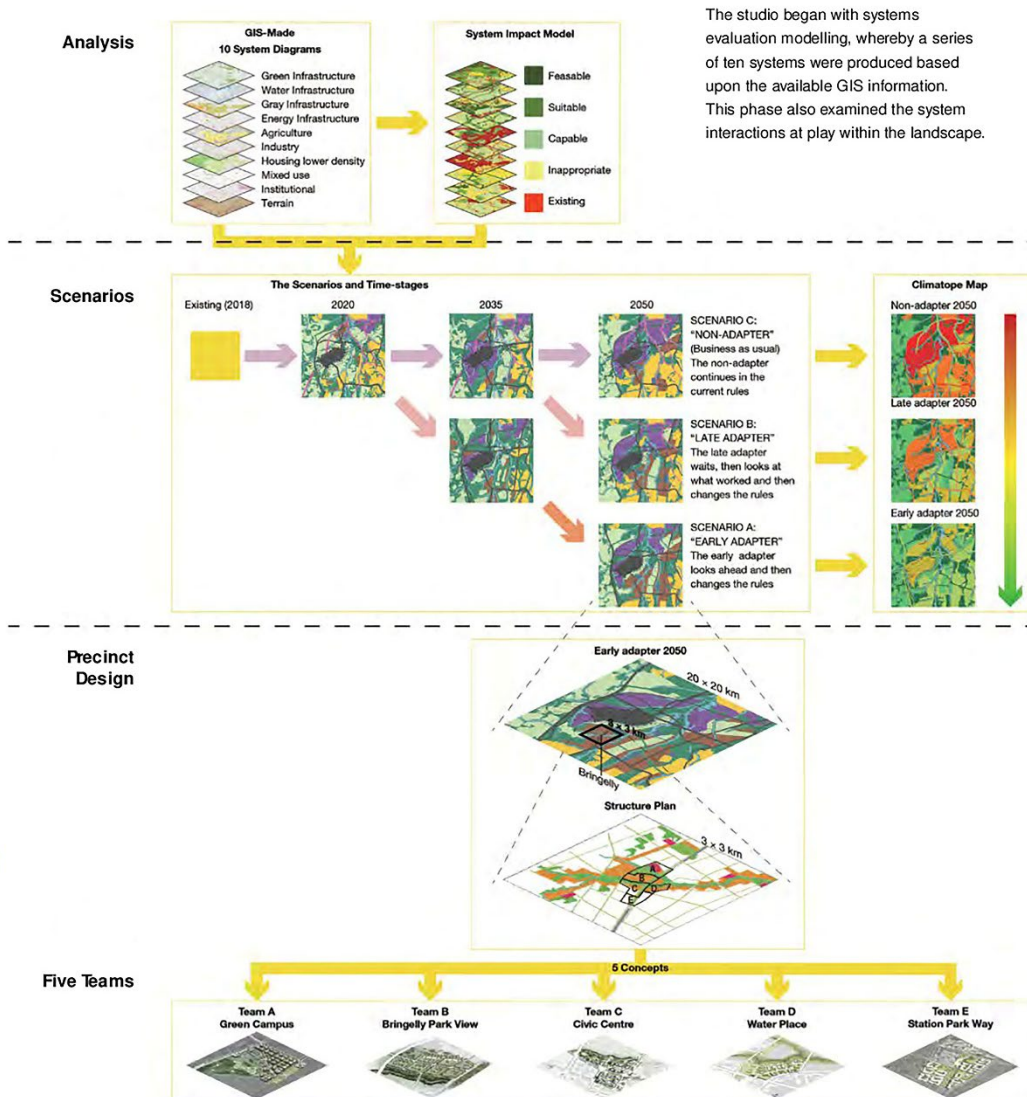 Analysis
GIS-Made
10 System Diagrams
Green Infrastructure
Water Infrastructure
Gray Infrastructure
Energy Infrastructure
Agriculture
Industry
Housing lower density
Mixed use
Institutional
Terrain
System Impact Model
Feasable
Suitable
Capable
Inappropriate
Existing
The studio began with systems
evaluation modelling, whereby a series
of ten systems were produced based
upon the available GIS information.
This phase also examined the system
interactions at play within the landscape.
Scenarios
The Scenarios and Time-stages
Existing (2018)
2020
2035
2050
SCENARIO C:
"NON-ADAPTER"
(Business as usual)
The non-adapter
continues in the
current rules
SCENARIO B:
"LATE ADAPTER"
The late adapter
waits, then looks at
what worked and then
changes the rules
SCENARIO A:
"EARLY ADAPTER"
The early adapter
looks ahead and then
changes the rules
Climatope Map
Non-adapter 2050
Late adapter 2050
Early adapter 2050
Precinct
Design
Early adapter 2050
20 × 20 km
3 × 3 km
Bringelly
Structure Plan
3 × 3 km
A
B
C
D
E
Five Teams
5 Concepts
Team A
Green Campus
Team B
Bringelly Park View
Team C
Civic Centre
Team D
Water Place
Team E
Station Park Way